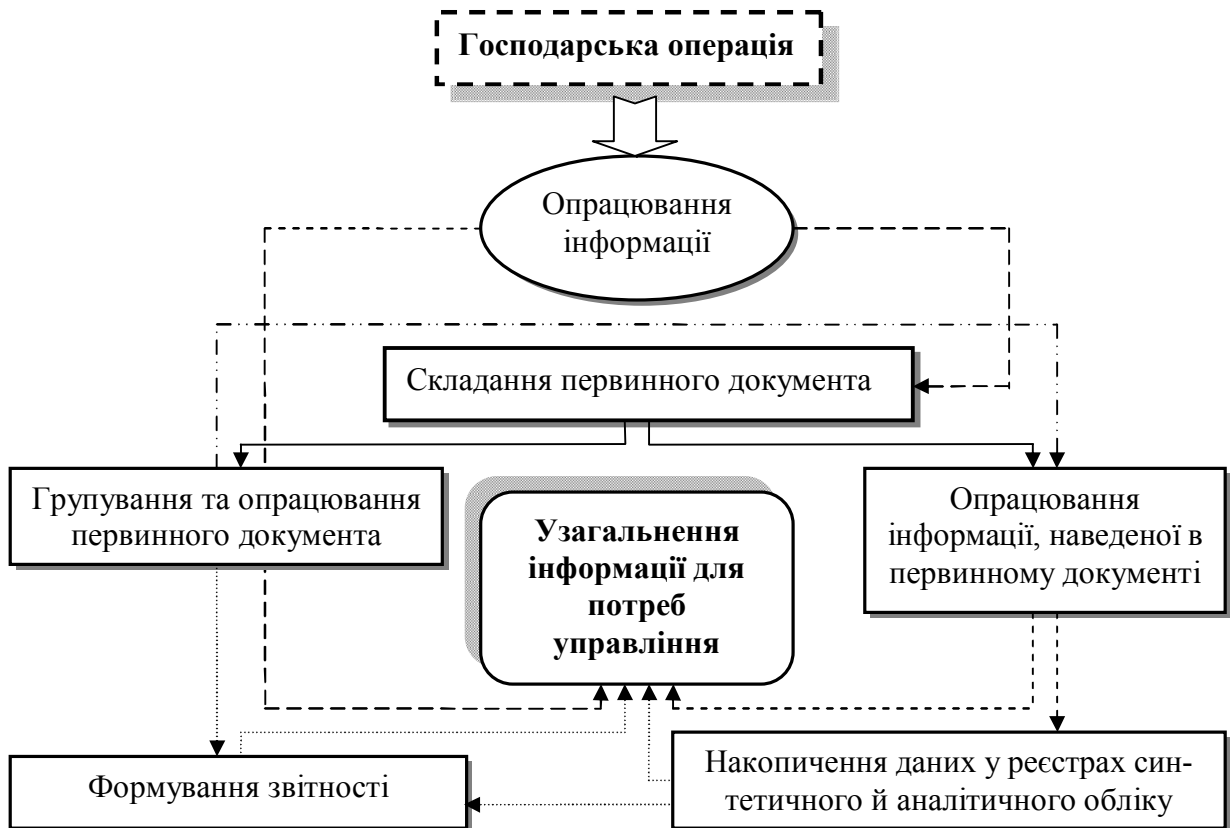 Господарська операція
Опрацювання
інформації
Складання первинного документа
Групування та опрацювання
первинного документа
Узагальнення
інформації для
потреб
управління
Опрацювання
інформації, наведеної в
первинному документі
Формування звітності
Накопичення даних у реєстрах син-
тетичного й аналітичного обліку